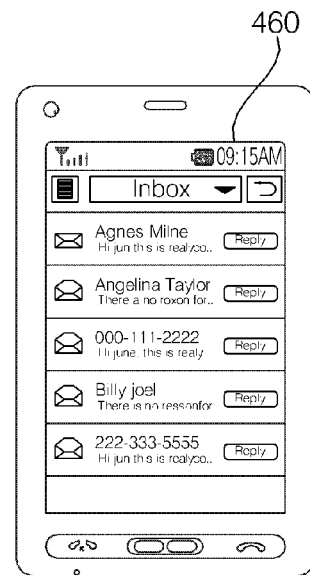 460
09:15AM
Inbox
Agnes Milne
Hi jun this is realyco..
Reply
Angelina Taylor
There a no roxon for..
Reply
000-111-2222
Hi june, this is realy
Reply
Billy joel
There is no ressonfor
Reply
222-333-5555
Hi jun this is realyco..
Reply